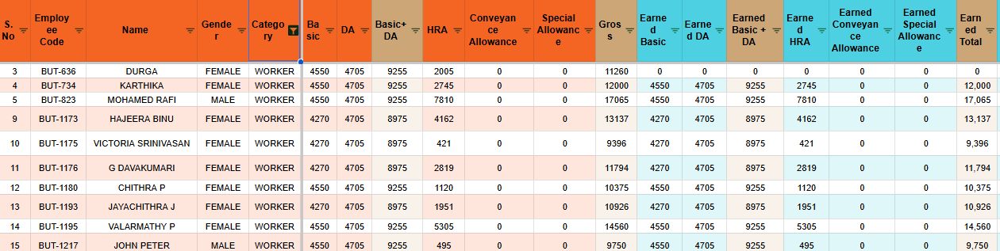 S. No	Employee Code	Name	Gender	Category	Basic	DA	Basic+ DA	HRA	Conveyance Allowance	Special Allowance	Gross	Earned Basic	Earned DA	Earned Basic + DA	Earned HRA	Earned Conveyance Allowance	Earned Special Allowance	Earned Total
3	BUT-636	DURGA	FEMALE	WORKER	4550	4705	9255	2005	0	0	11260	0	0	0	0	0	0	0
4	BUT-734	KARTHIKA	FEMALE	WORKER	4550	4705	9255	2745	0	0	12000	4550	4705	9255	2745	0	0	12,000
5	BUT-823	MOHAMED RAFI	MALE	WORKER	4550	4705	9255	7810	0	0	17065	4550	4705	9255	7810	0	0	17,065
9	BUT-1173	HAJEERA BINU	FEMALE	WORKER	4270	4705	8975	4162	0	0	13137	4270	4705	8975	4162	0	0	13,137
10	BUT-1175	VICTORIA SRINIVASAN	FEMALE	WORKER	4270	4705	8975	421	0	0	9396	4270	4705	8975	421	0	0	9,396
11	BUT-1176	G DAVAKUMARI	FEMALE	WORKER	4270	4705	8975	2819	0	0	11794	4270	4705	8975	2819	0	0	11,794
12	BUT-1180	CHITHRA P	FEMALE	WORKER	4550	4705	9255	1120	0	0	10375	4550	4705	9255	1120	0	0	10,375
13	BUT-1193	JAYACHITHRA J	FEMALE	WORKER	4270	4705	8975	1951	0	0	10926	4270	4705	8975	1951	0	0	10,926
14	BUT-1195	VALARMATHY P	FEMALE	WORKER	4550	4705	9255	5305	0	0	14560	4550	4705	9255	5305	0	0	14,560
15	BUT-1217	JOHN PETER	MALE	WORKER	4550	4705	9255	495	0	0	9750	4550	4705	9255	495	0	0	9,750